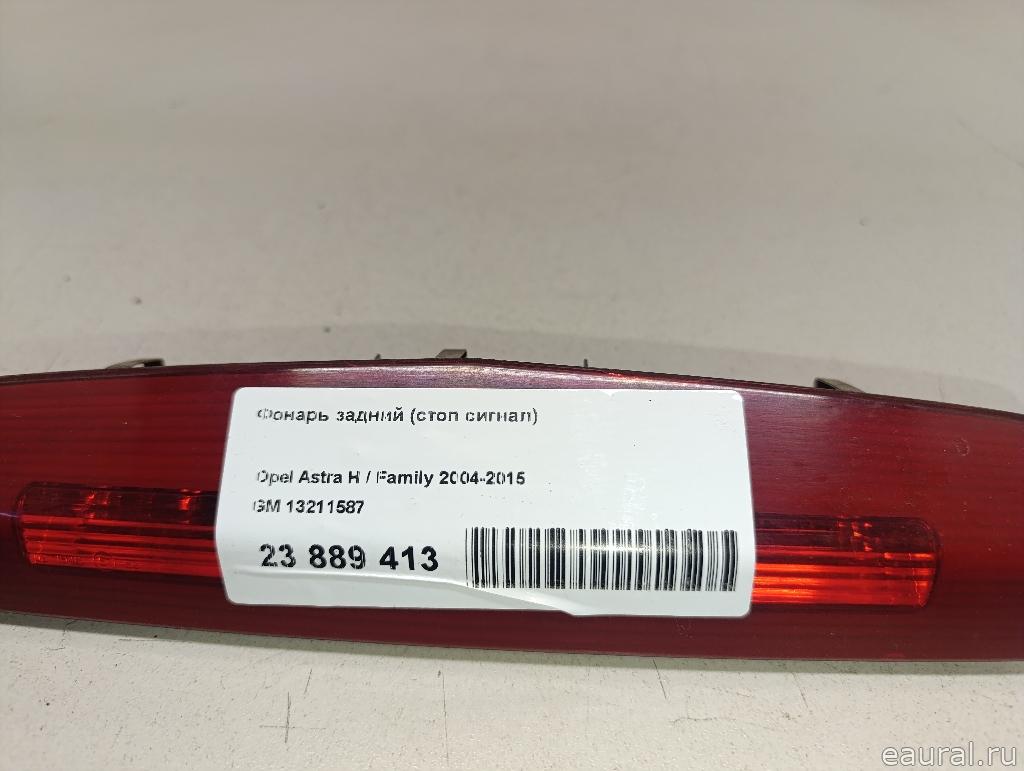 Фонарь задний (стоп сигнал)
Opel Astra H / Family 2004-2015
GM 13211587
23 889 413
eaural.ru